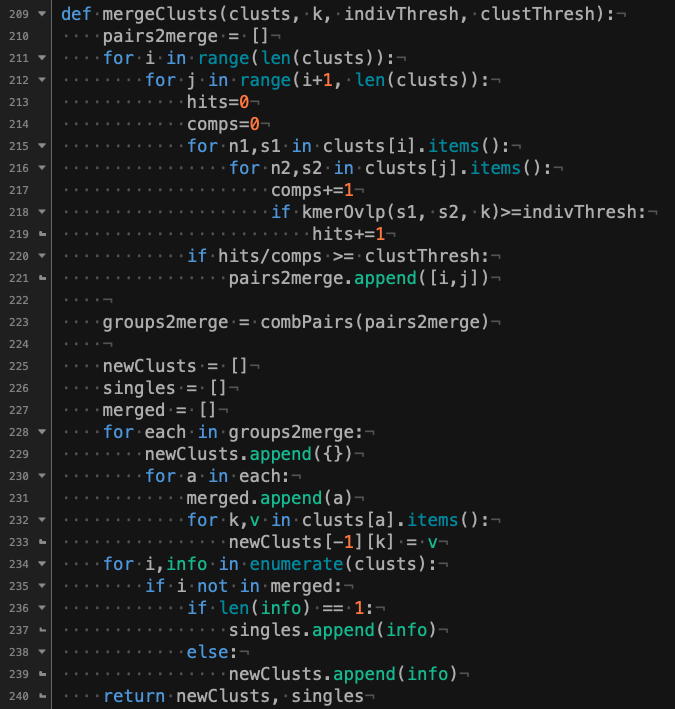 209 def mergeClusts(clusts, k, indivThresh, clustThresh):¬
210 ····pairs2merge·=·[]¬
211 ····for·i·in·range(len(clusts)):¬
212 ········for·j·in·range(i+1,·len(clusts)):¬
213 ············hits=0¬
214 ············comps=0¬
215 ············for·n1,s1·in·clusts[i].items():¬
216 ················for·n2,s2·in·clusts[j].items():¬
217 ····················comps+=1¬
218 ····················if·kmerOvlp(s1,·s2,·k)>=indivThresh:¬
219 ························hits+=1¬
220 ············if·hits/comps·>=·clustThresh:¬
221 ················pairs2merge.append([i,j])¬
222 ····¬
223 ····groups2merge·=·combPairs(pairs2merge)¬
224 ····¬
225 ····newClusts·=·[]¬
226 ····singles·=·[]¬
227 ····merged·=·[]¬
228 ····for·each·in·groups2merge:¬
229 ········newClusts.append({})¬
230 ········for·a·in·each:¬
231 ············merged.append(a)¬
232 ············for·k,v·in·clusts[a].items():¬
233 ················newClusts[-1][k]·=·v¬
234 ····for·i,info·in·enumerate(clusts):¬
235 ········if·i·not·in·merged:¬
236 ············if·len(info)·==·1:¬
237 ················singles.append(info)¬
238 ············else:¬
239 ················newClusts.append(info)¬
240 ····return·newClusts,·singles¬